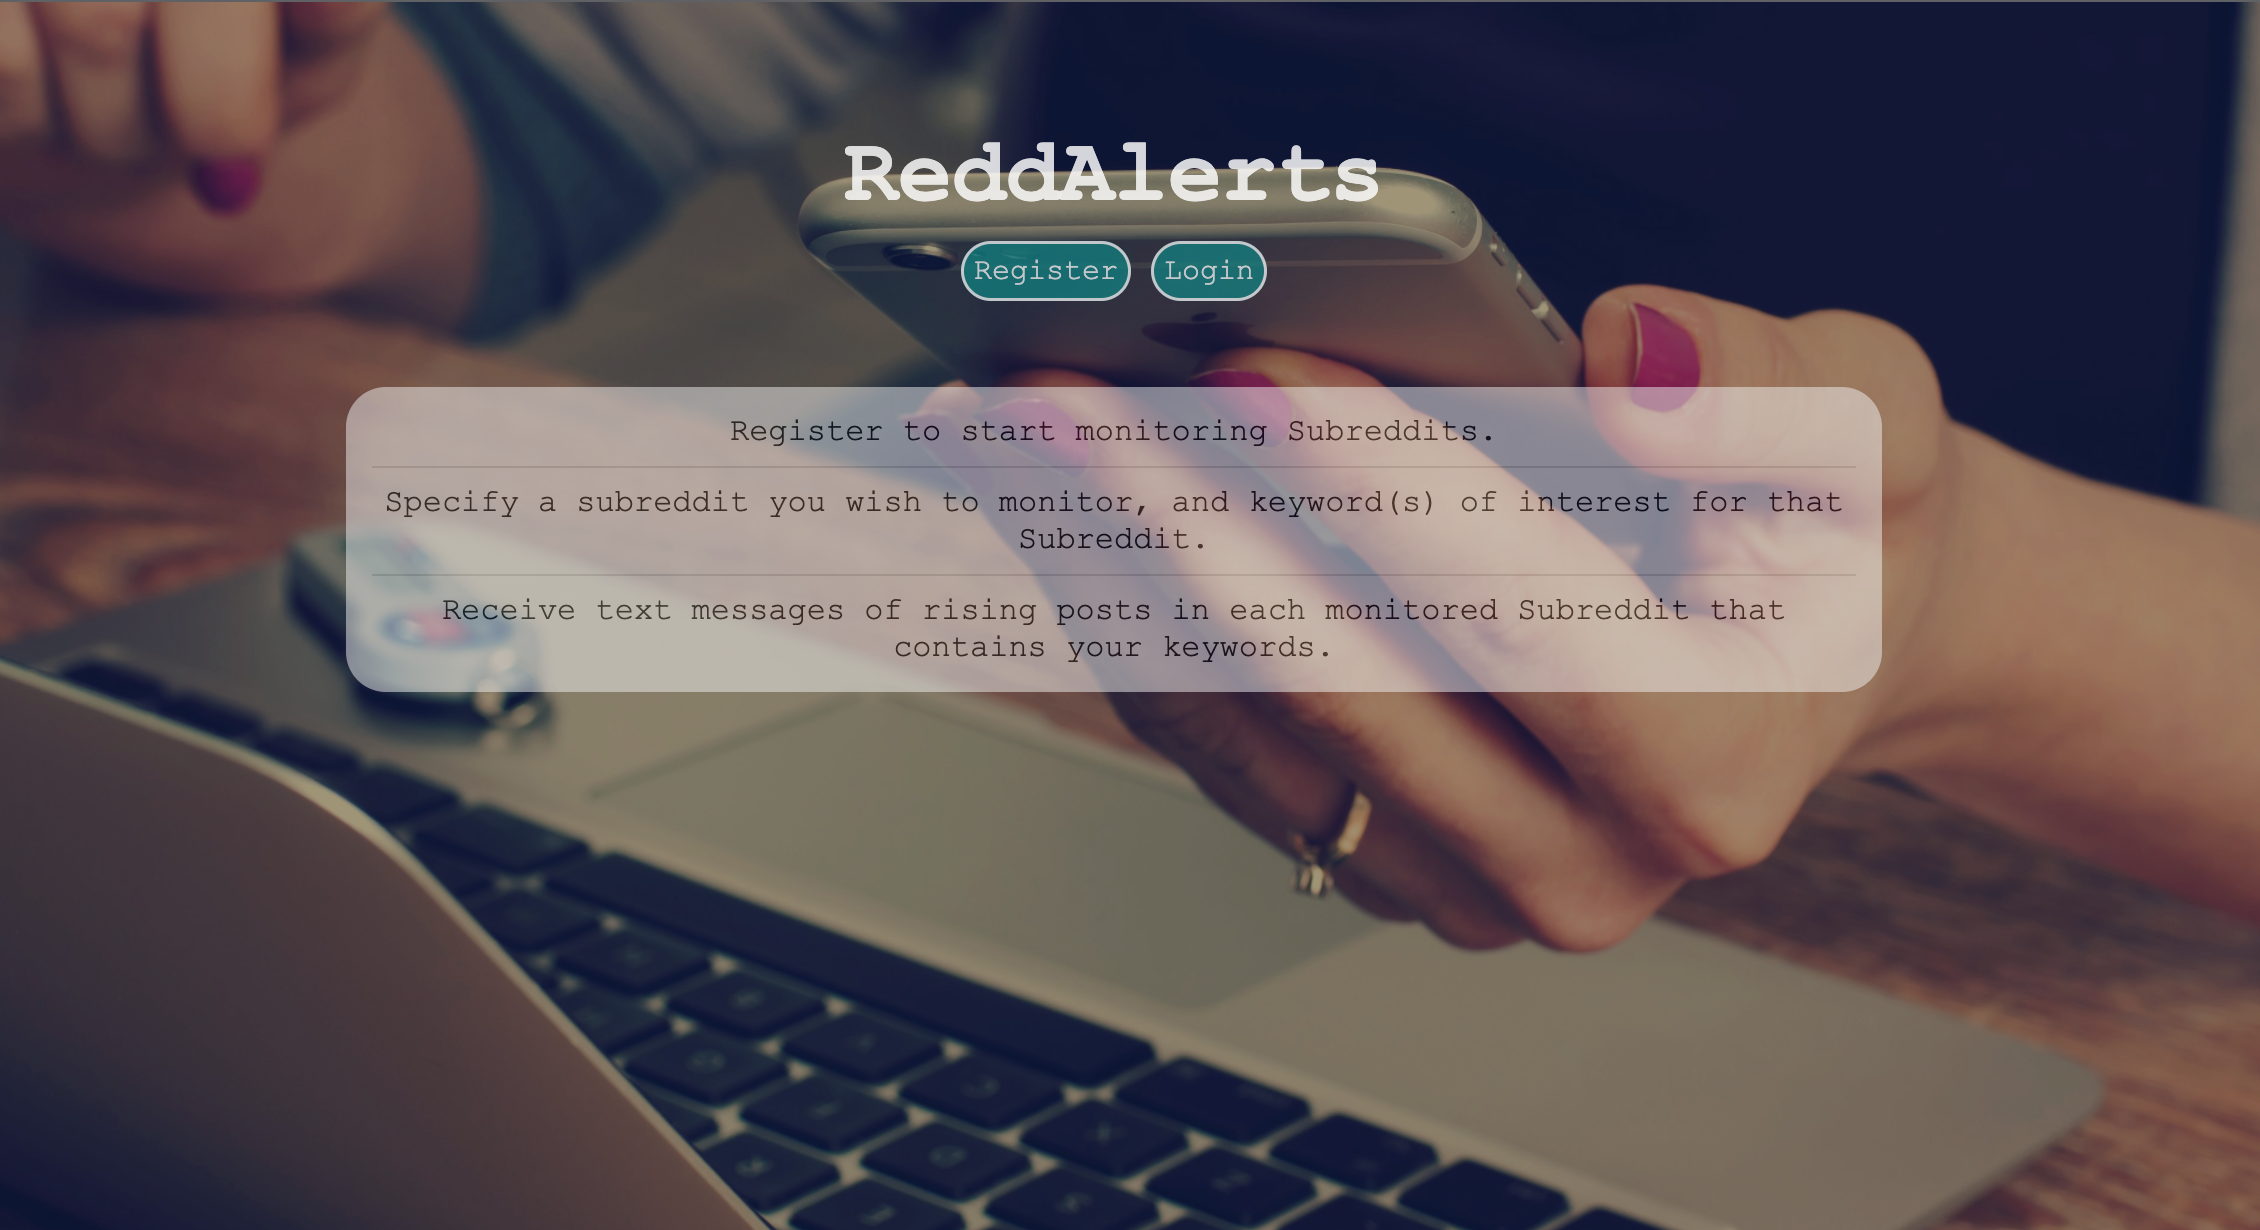 ReddAlerts
Register Login
Register to start monitoring Subreddits.
Specify a subreddit you wish to monitor, and keyword(s) of interest for that
Subreddit.
Receive text messages of rising posts in each monitored Subreddit that
contains your keywords.